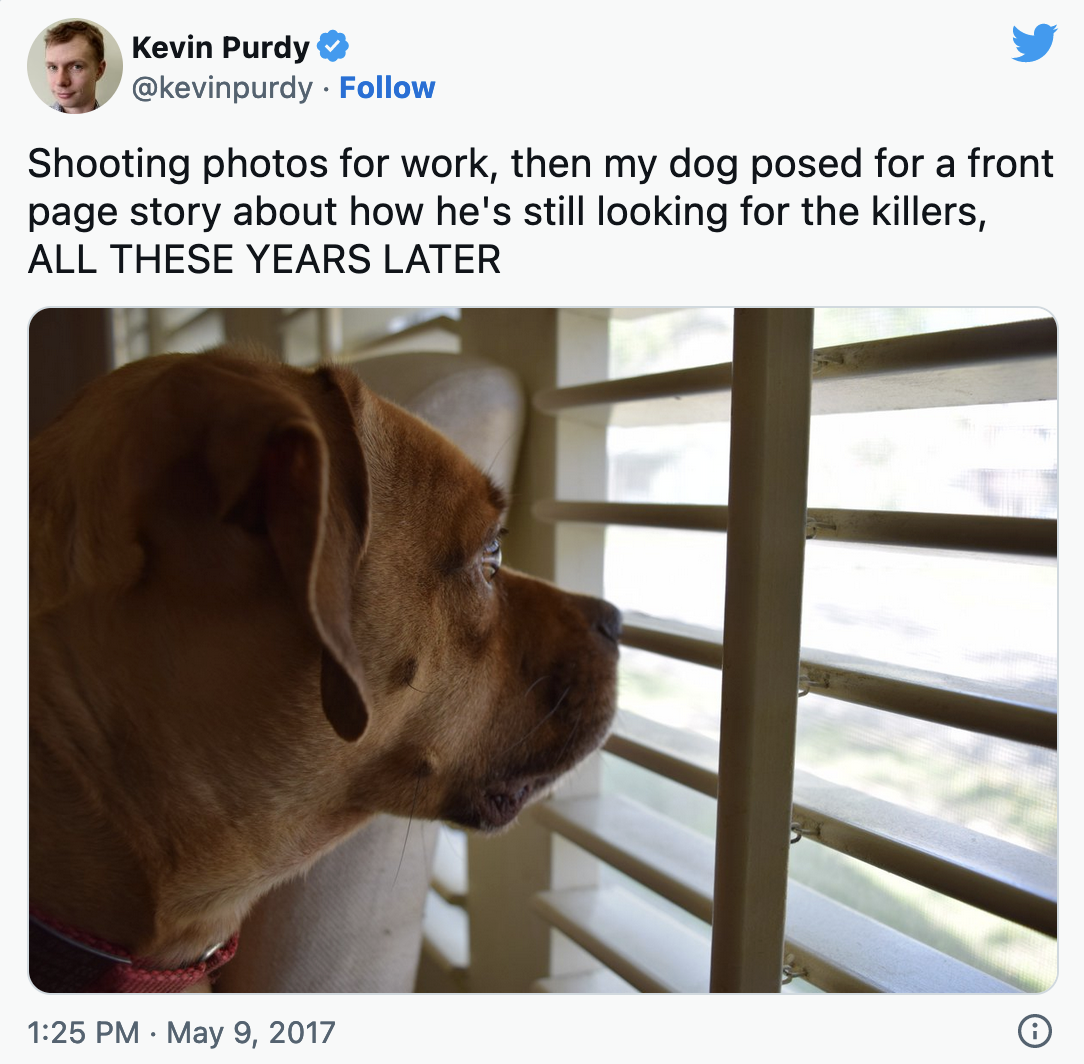 Kevin Purdy
@kevinpurdy · Follow
Shooting photos for work, then my dog posed for a front
page story about how he's still looking for the killers,
ALL THESE YEARS LATER
1:25 PM · May 9, 2017